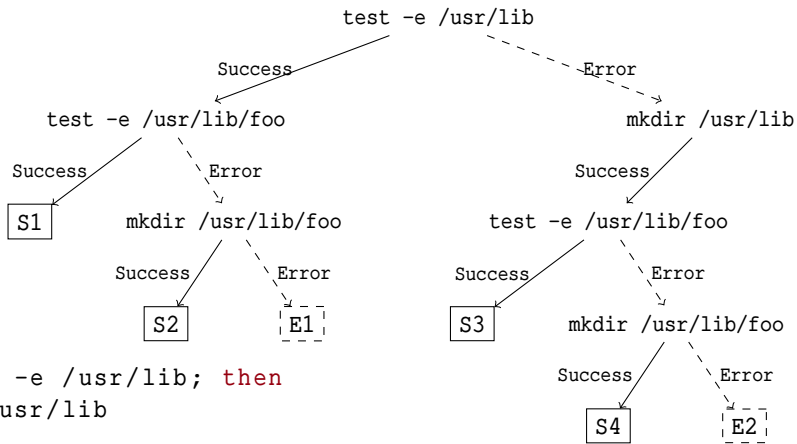 test -e /usr/lib
Success Error
test -e /usr/lib/foo mkdir /usr/lib
Success Error Success
S1 mkdir /usr/lib/foo test -e /usr/lib/foo
Success Error Success Error
S2 E1 S3 mkdir /usr/lib/foo
-e /usr/lib; then
Success Error
usr/lib
S4 E2